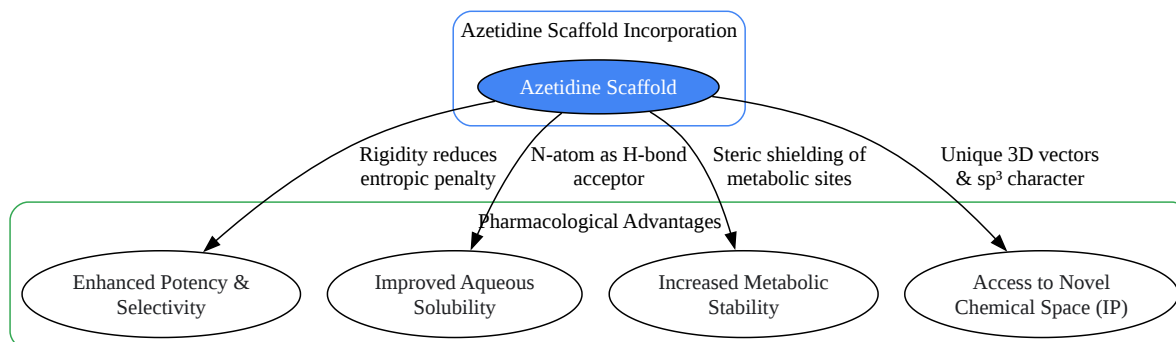 Azetidine Scaffold Incorporation
Azetidine Scaffold
Rigidity reduces
entropic penalty
N-atom as H-bond
acceptor
Steric shielding of
metabolic sites
Unique 3D vectors
& sp³ character
Pharmacological Advantages
Enhanced Potency &
Selectivity
Improved Aqueous
Solubility
Increased Metabolic
Stability
Access to Novel
Chemical Space (IP)